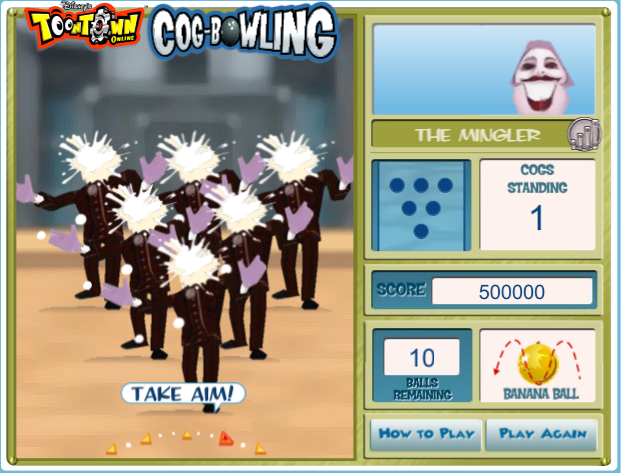 Disney's
TOONTOWN
ONLINE
COG-BOWLING
THE MINGLER
COGS
STANDING
1
SCORE 500000
10
BALLS
REMAINING
BANANA BALL
TAKE AIM!
HOW TO PLAY
PLAY AGAIN